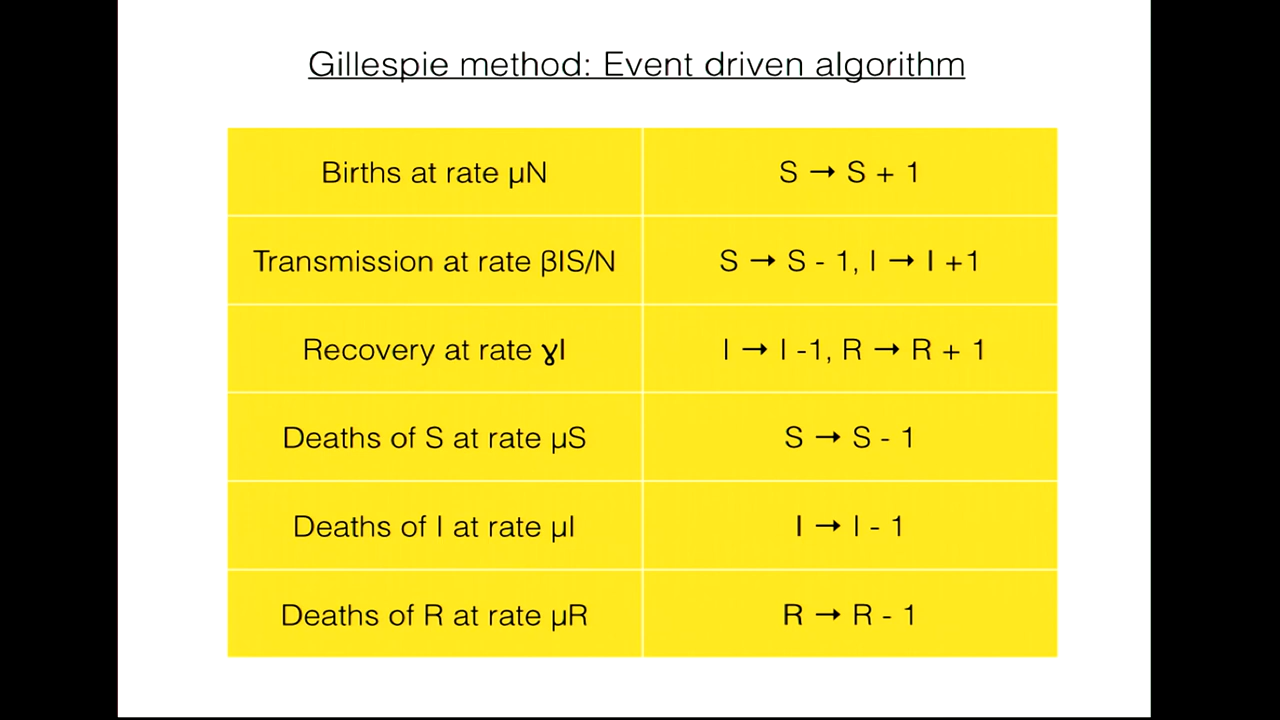 Gillespie method: Event driven algorithm
Births at rate µN
S → S + 1
Transmission at rate βIS/N
S → S - 1, I → I +1
Recovery at rate ɣI
I → I -1, R → R + 1
Deaths of S at rate µS
S → S - 1
Deaths of I at rate µI
I → I - 1
Deaths of R at rate µR
R → R - 1